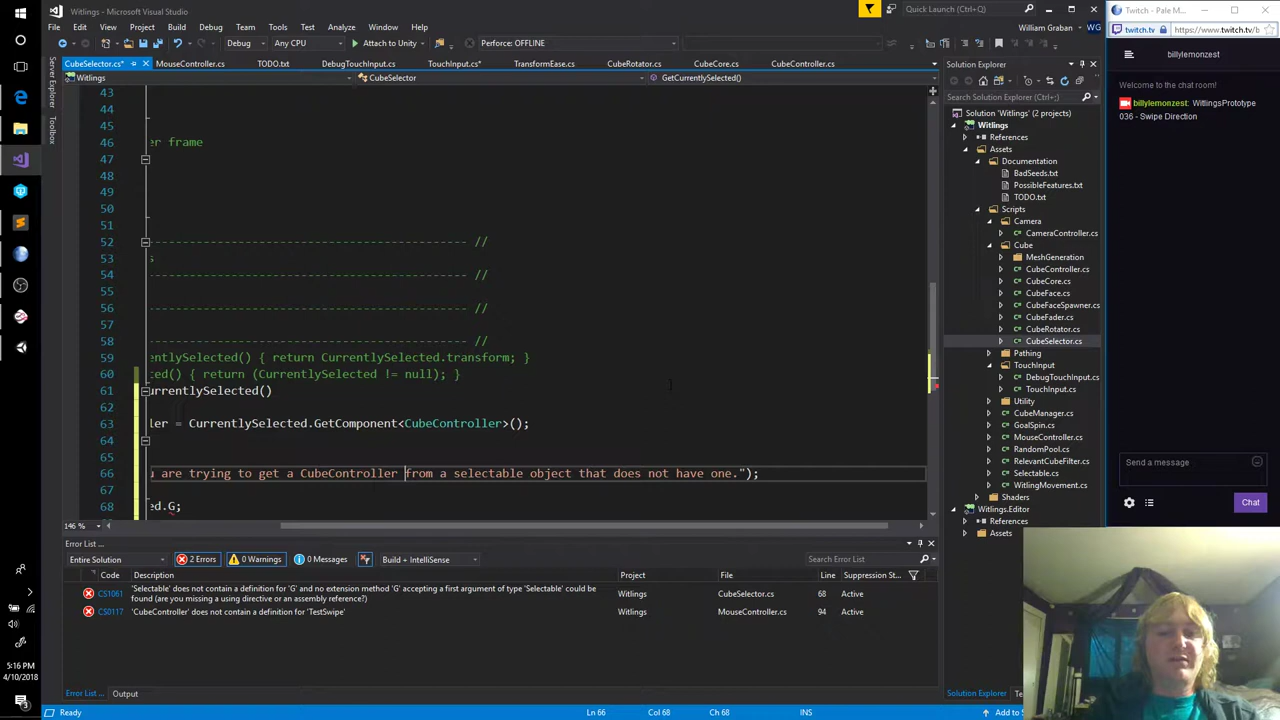 Witlings - Microsoft Visual Studio
Quick Launch (Ctrl+Q)
File Edit View Project Build Debug Team Tools Test Analyze Window Help
William Graban WG
Debug Any CPU Attach to Unity Perforce: OFFLINE
CubeSelector.cs* MouseController.cs TODO.txt DebugTouchInput.cs TouchInput.cs* TransformEase.cs CubeRotator.cs CubeCore.cs CubeController.cs
Witlings CubeSelector GetCurrentlySelected()
Server Explorer
Toolbox
43
44
45
46 er frame
47
48
49
50
51
52 ------------------------------------------------ //
53 s
54 ------------------------------------------------ //
55
56 ------------------------------------------------ //
57
58 ------------------------------------------------ //
59 entlySelected() { return CurrentlySelected.transform; }
60 ted() { return (CurrentlySelected != null); }
61 urrentlySelected()
62
63 ler = CurrentlySelected.GetComponent<CubeController>();
64
65
66 u are trying to get a CubeController from a selectable object that does not have one.");
67
68 ed.G;
146 %
Error List ...
Entire Solution 2 Errors 0 Warnings 0 Messages Build + IntelliSense Search Error List
Code Description Project File Line Suppression St...
CS1061 'Selectable' does not contain a definition for 'G' and no extension method 'G' accepting a first argument of type 'Selectable' could be found (are you missing a using directive or an assembly reference?) Witlings CubeSelector.cs 68 Active
CS0117 'CubeController' does not contain a definition for 'TestSwipe' Witlings MouseController.cs 94 Active
Error List ... Output
Ready Ln 66 Col 68 Ch 68 INS Add to S
Solution Explorer
Search Solution Explorer (Ctrl+;)
Solution 'Witlings' (2 projects)
Witlings
References
Assets
Documentation
BadSeeds.txt
PossibleFeatures.txt
TODO.txt
Scripts
Camera
CameraController.cs
Cube
MeshGeneration
CubeController.cs
CubeCore.cs
CubeFace.cs
CubeFaceSpawner.cs
CubeFader.cs
CubeRotator.cs
CubeSelector.cs
Pathing
TouchInput
DebugTouchInput.cs
TouchInput.cs
Utility
CubeManager.cs
GoalSpin.cs
MouseController.cs
RandomPool.cs
RelevantCubeFilter.cs
Selectable.cs
WitlingMovement.cs
Shaders
Witlings.Editor
References
Assets
Solution Explorer Te
Twitch - Pale M...
twitch.tv https://www.twitch.tv/b
billylemonzest
Welcome to the chat room!
billylemonzest: WitlingsPrototype
036 - Swipe Direction
Send a message
Chat
5:16 PM
4/10/2018